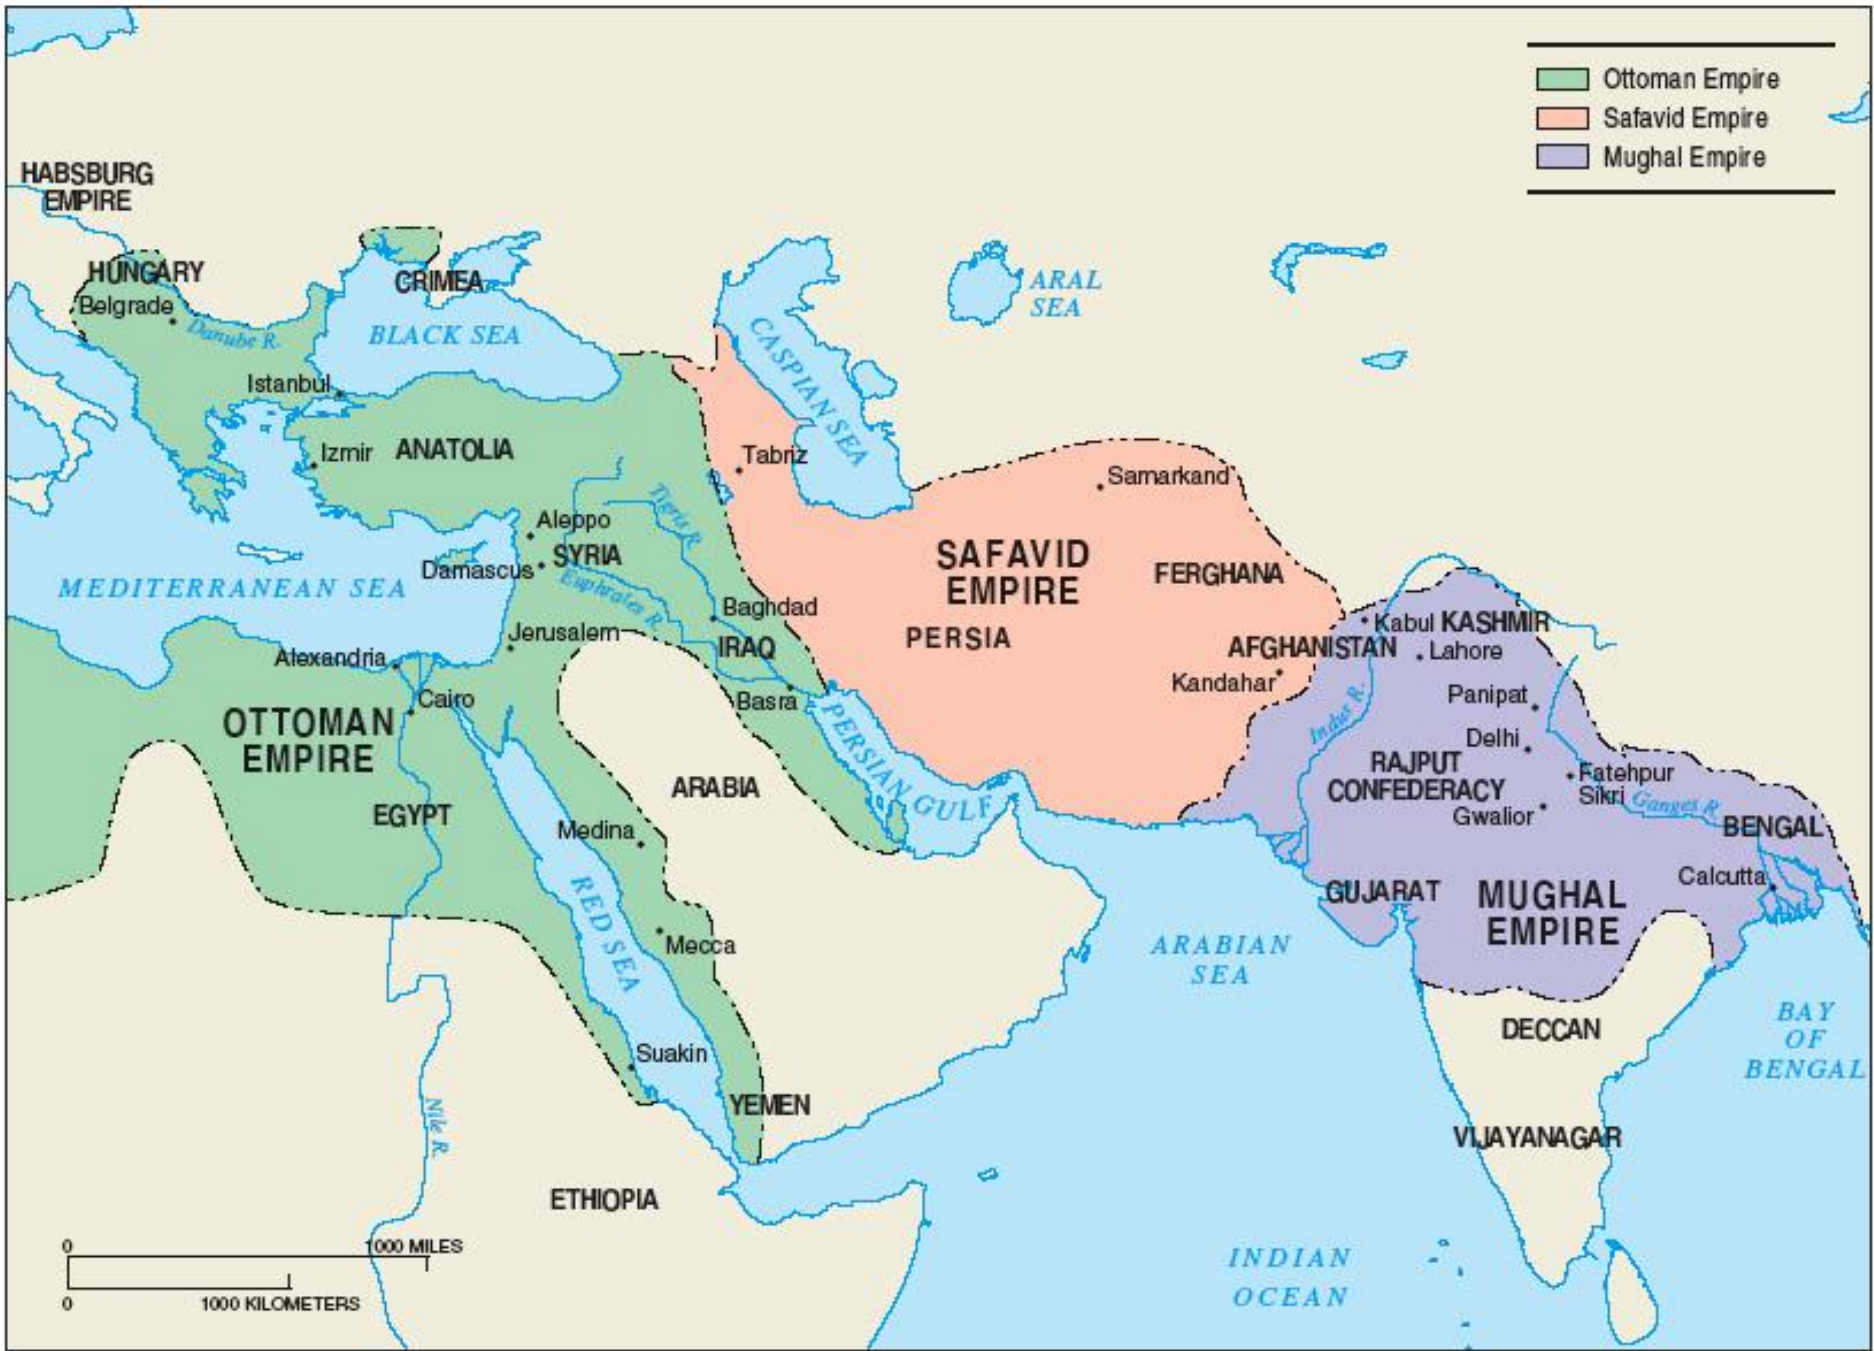 Ottoman Empire
Safavid Empire
Mughal Empire
HABSBURG
EMPIRE
HUNGARY
Belgrade
Danube R.
CRIMEA
BLACK SEA
Istanbul
Izmir
ANATOLIA
CASPIAN SEA
ARAL
SEA
Tabriz
Samarkand
Aleppo
SYRIA
Damascus
Tigris R.
Euphrates R.
MEDITERRANEAN SEA
SAFAVID
EMPIRE
FERGHANA
PERSIA
AFGHANISTAN
Kandahar
Kabul
KASHMIR
Lahore
Baghdad
IRAQ
Basra
Jerusalem
Alexandria
Cairo
OTTOMAN
EMPIRE
EGYPT
PERSIAN GULF
ARABIA
Medina
Mecca
RED SEA
Suakin
YEMEN
Nile R.
ETHIOPIA
Indus R.
Panipat
Delhi
RAJPUT
CONFEDERACY
Fatehpur
Sikri
Gwalior
Ganges R.
BENGAL
Calcutta
GUJARAT
MUGHAL
EMPIRE
ARABIAN
SEA
DECCAN
BAY
OF
BENGAL
VIJAYANAGAR
INDIAN
OCEAN
0
1000 MILES
0
1000 KILOMETERS